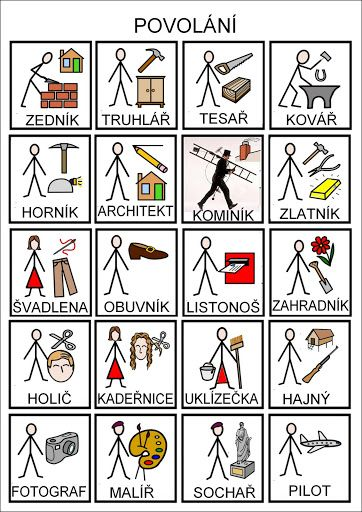 POVOLÁNÍ
ZEDNÍK
TRUHLÁŘ
TESAŘ
KOVÁŘ
HORNÍK
ARCHITEKT
KOMINÍK
ZLATNÍK
ŠVADLENA
OBUVNÍK
LISTONOŠ
ZAHRADNÍK
HOLIČ
KADEŘNICE
UKLÍZEČKA
HAJNÝ
FOTOGRAF
MALÍŘ
SOCHAŘ
PILOT